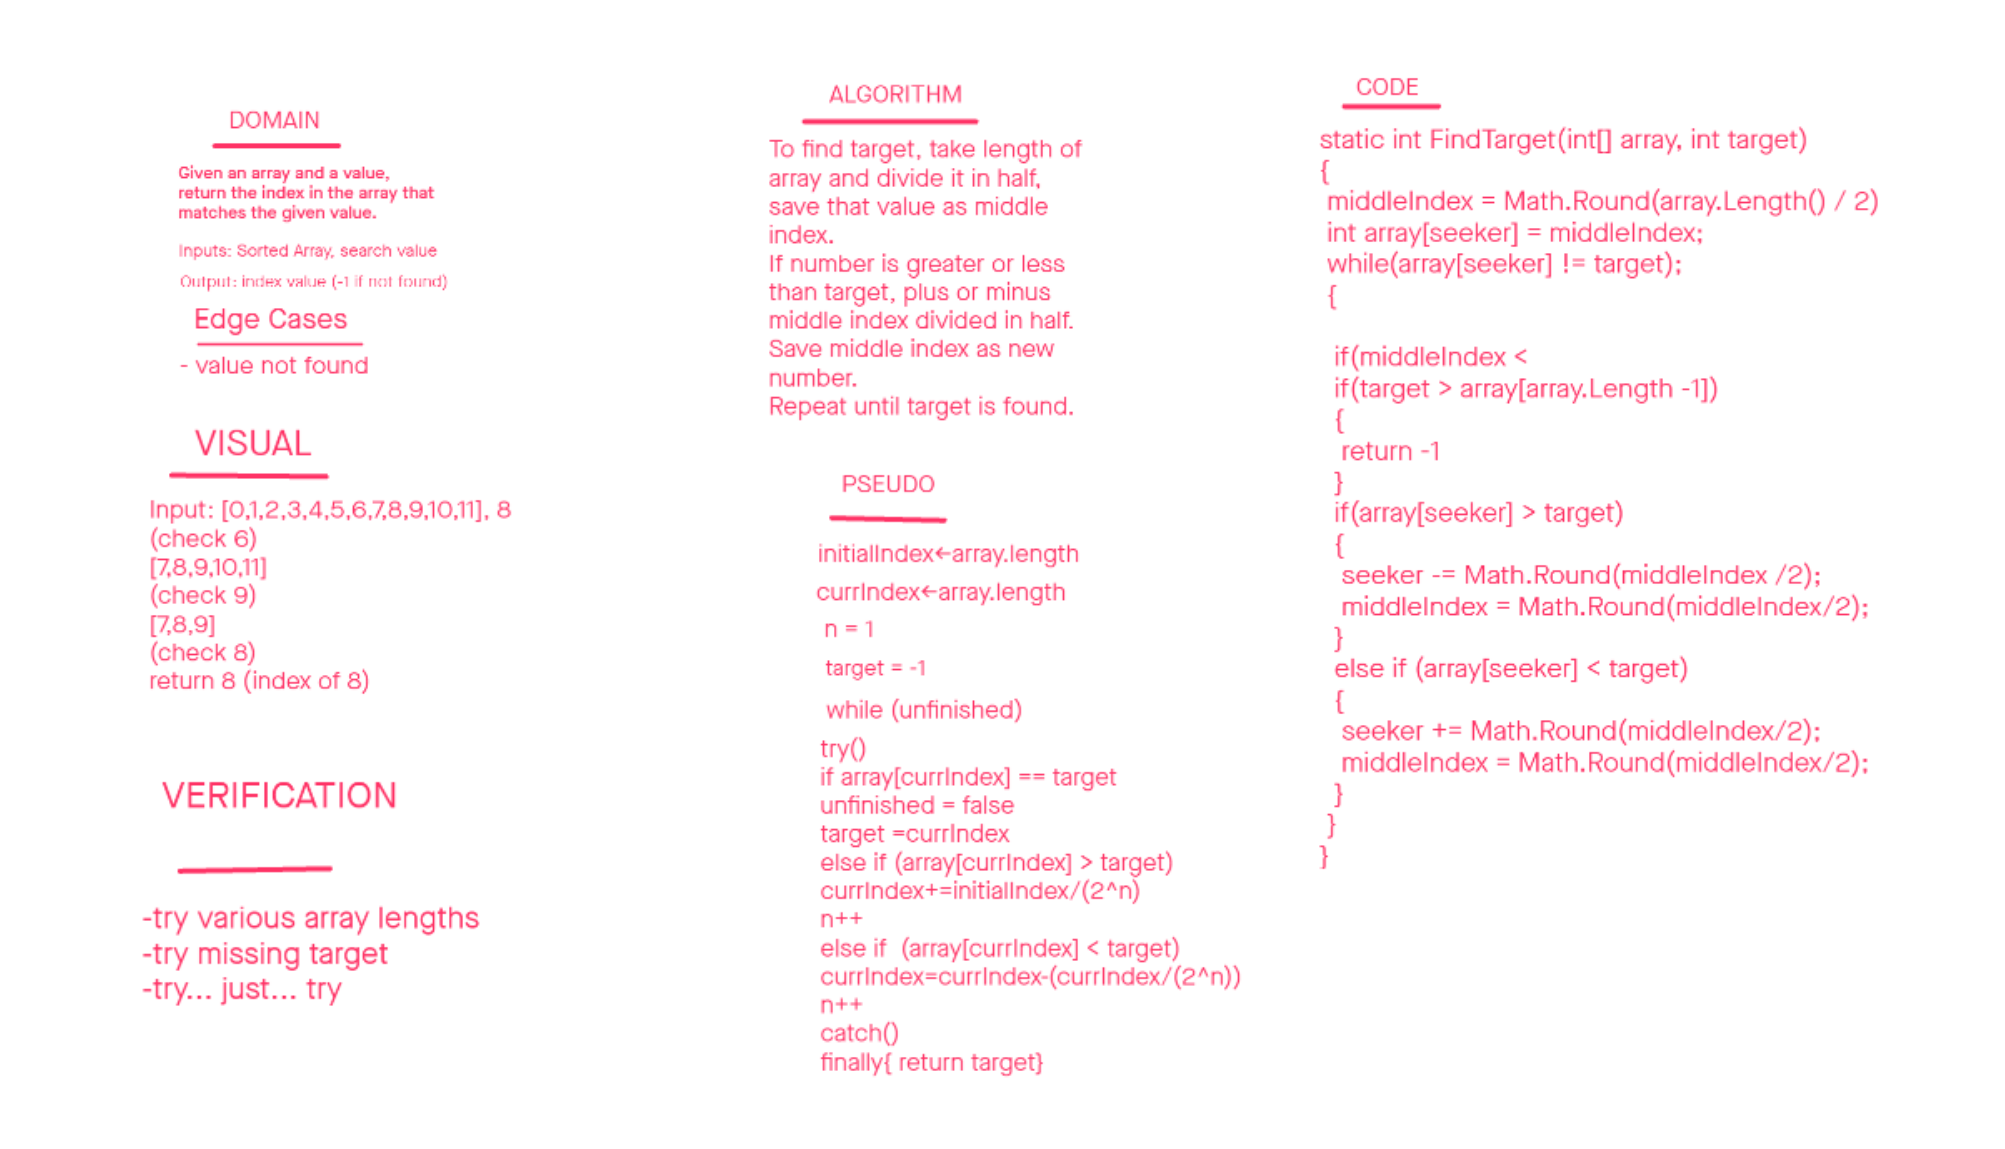 DOMAIN
Given an array and a value,
return the index in the array that
matches the given value.
Inputs: Sorted Array, search value
Output: index value (-1 if not found)
Edge Cases
- value not found
VISUAL
Input: [0,1,2,3,4,5,6,7,8,9,10,11], 8
(check 6)
[7,8,9,10,11]
(check 9)
[7,8,9]
(check 8)
return 8 (index of 8)
VERIFICATION
-try various array lengths
-try missing target
-try... just... try
ALGORITHM
To find target, take length of
array and divide it in half,
save that value as middle
index.
If number is greater or less
than target, plus or minus
middle index divided in half.
Save middle index as new
number.
Repeat until target is found.
PSEUDO
initialIndex←array.length
currIndex←array.length
n = 1
target = -1
while (unfinished)
try()
if array[currIndex] == target
unfinished = false
target =currIndex
else if (array[currIndex] > target)
currIndex+=initialIndex/(2^n)
n++
else if  (array[currIndex] < target)
currIndex=currIndex-(currIndex/(2^n))
n++
catch()
finally{ return target}
CODE
static int FindTarget(int[] array, int target)
{
middleIndex = Math.Round(array.Length() / 2)
int array[seeker] = middleIndex;
while(array[seeker] != target);
{
if(middleIndex <
if(target > array[array.Length -1])
{
return -1
}
if(array[seeker] > target)
{
seeker -= Math.Round(middleIndex /2);
middleIndex = Math.Round(middleIndex/2);
}
else if (array[seeker] < target)
{
seeker += Math.Round(middleIndex/2);
middleIndex = Math.Round(middleIndex/2);
}
}
}